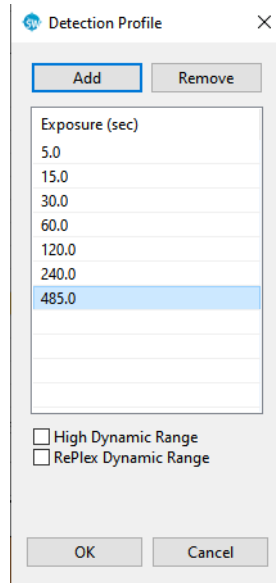 SW Detection Profile
Add Remove
Exposure (sec)
5.0
15.0
30.0
60.0
120.0
240.0
485.0
High Dynamic Range
RePlex Dynamic Range
OK Cancel